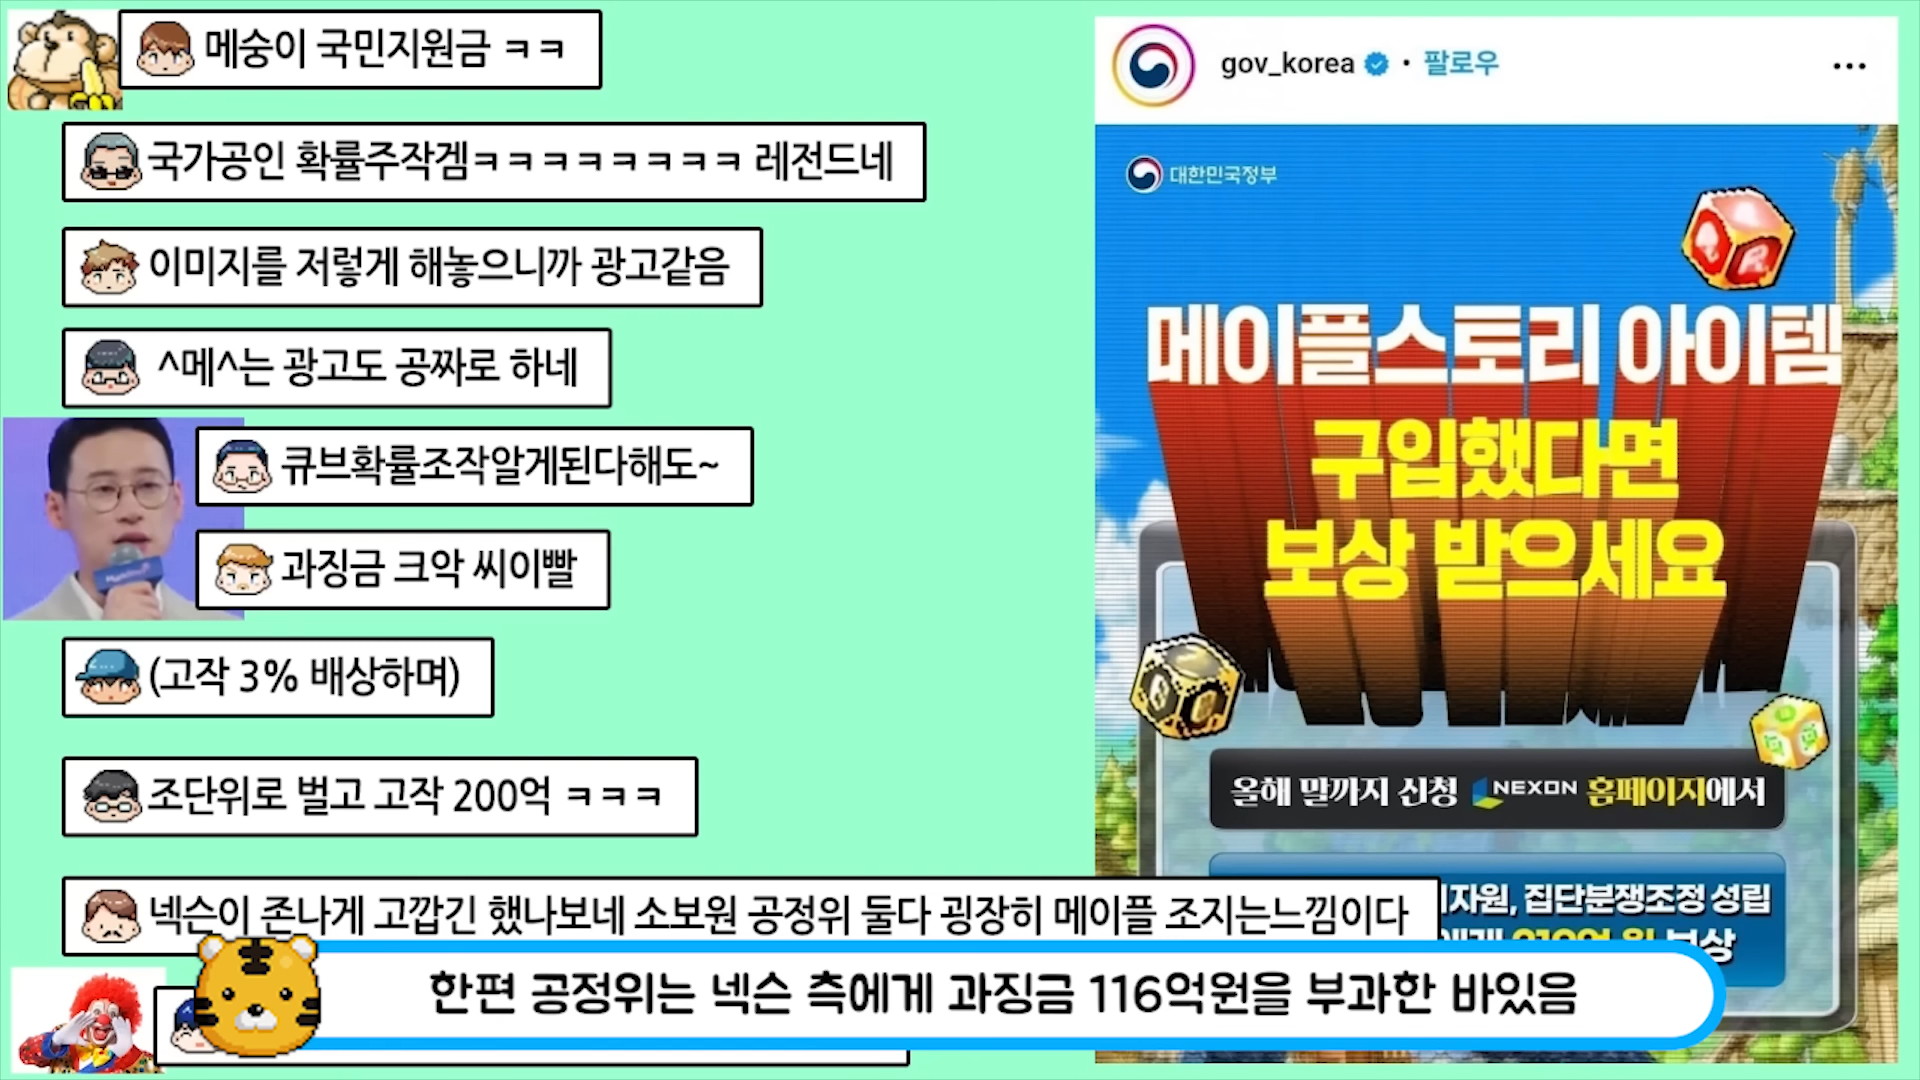 메숭이 국민지원금 ㅋㅋ
국가공인 확률주작겜ㅋㅋㅋㅋㅋㅋㅋㅋ 레전드네
이미지를 저렇게 해놓으니까 광고같음
^메^는 광고도 공짜로 하네
큐브확률조작알게된다해도~
과징금 크악 씨이빨
(고작 3% 배상하며)
조단위로 벌고 고작 200억 ㅋㅋㅋ
넥슨이 존나게 고깝긴 했나보네 소보원 공정위 둘다 굉장히 메이플 조지는느낌이다
한편 공정위는 넥슨 측에게 과징금 116억원을 부과한 바있음
gov_korea • 팔로우
대한민국정부
메이플스토리 아이템
구입했다면
보상 받으세요
올해 말까지 신청 NEXON 홈페이지에서
자원, 집단분쟁조정 성립
보상